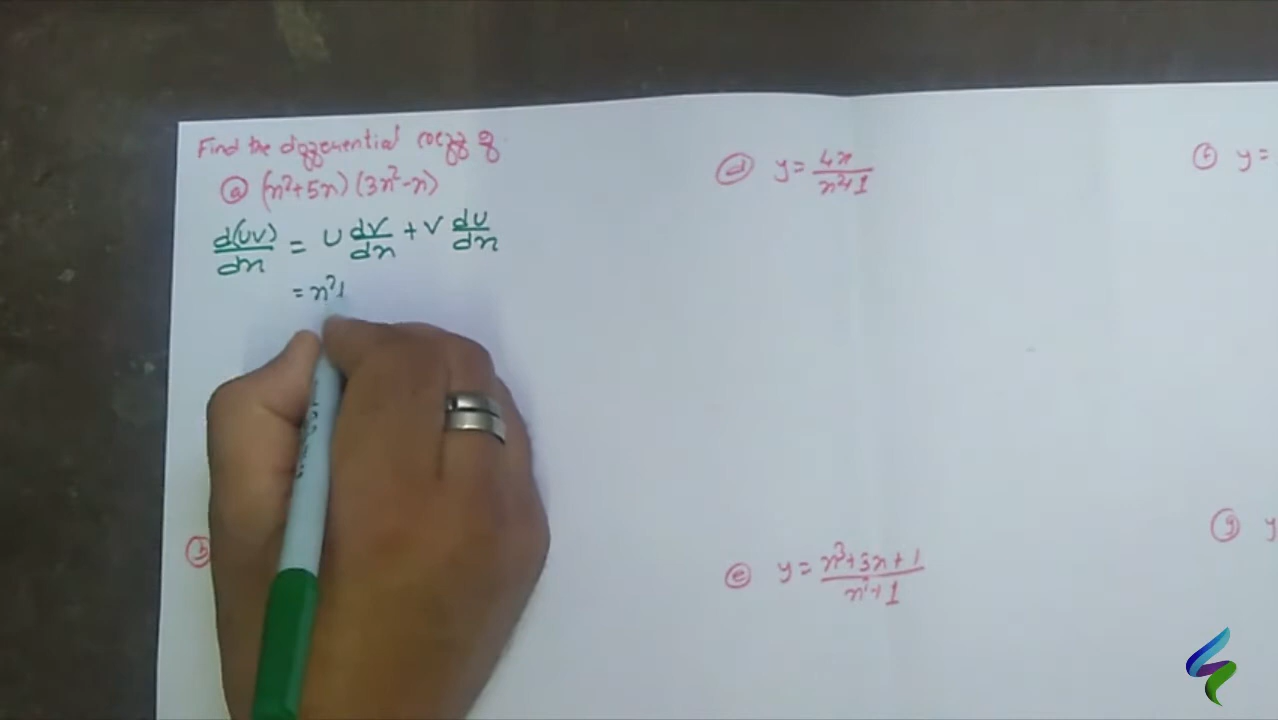 Find the differential coeff of
(a) (x²+5x) (3x²-x)
d(UV)/dx = U dV/dx + V dU/dx
= x²+
(b)
(d) y = 4x/x²+1
(e) y = x³+3x+1/x²+1
(f) y =
(g) y